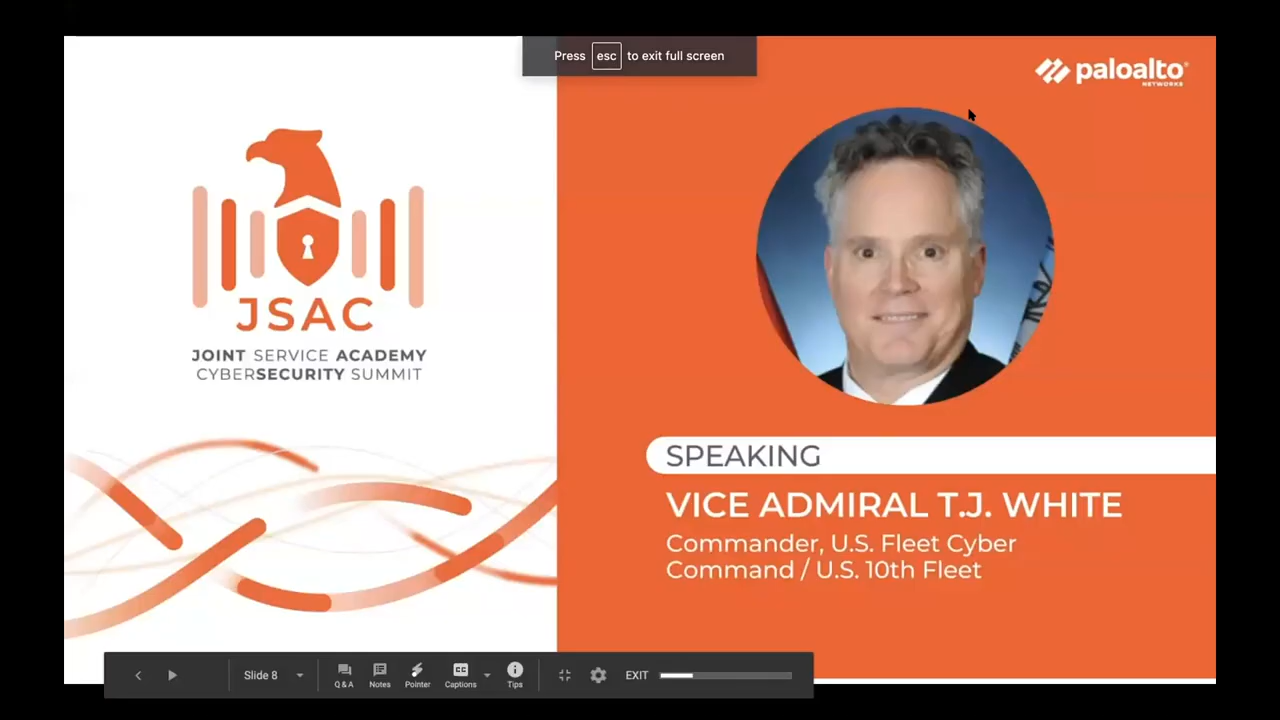 Press esc to exit full screen
paloalto
NETWORKS
JSAC
JOINT SERVICE ACADEMY
CYBERSECURITY SUMMIT
SPEAKING
VICE ADMIRAL T.J. WHITE
Commander, U.S. Fleet Cyber
Command / U.S. 10th Fleet
Slide 8
Q & A
Notes
Pointer
CC
Captions
Tips
EXIT